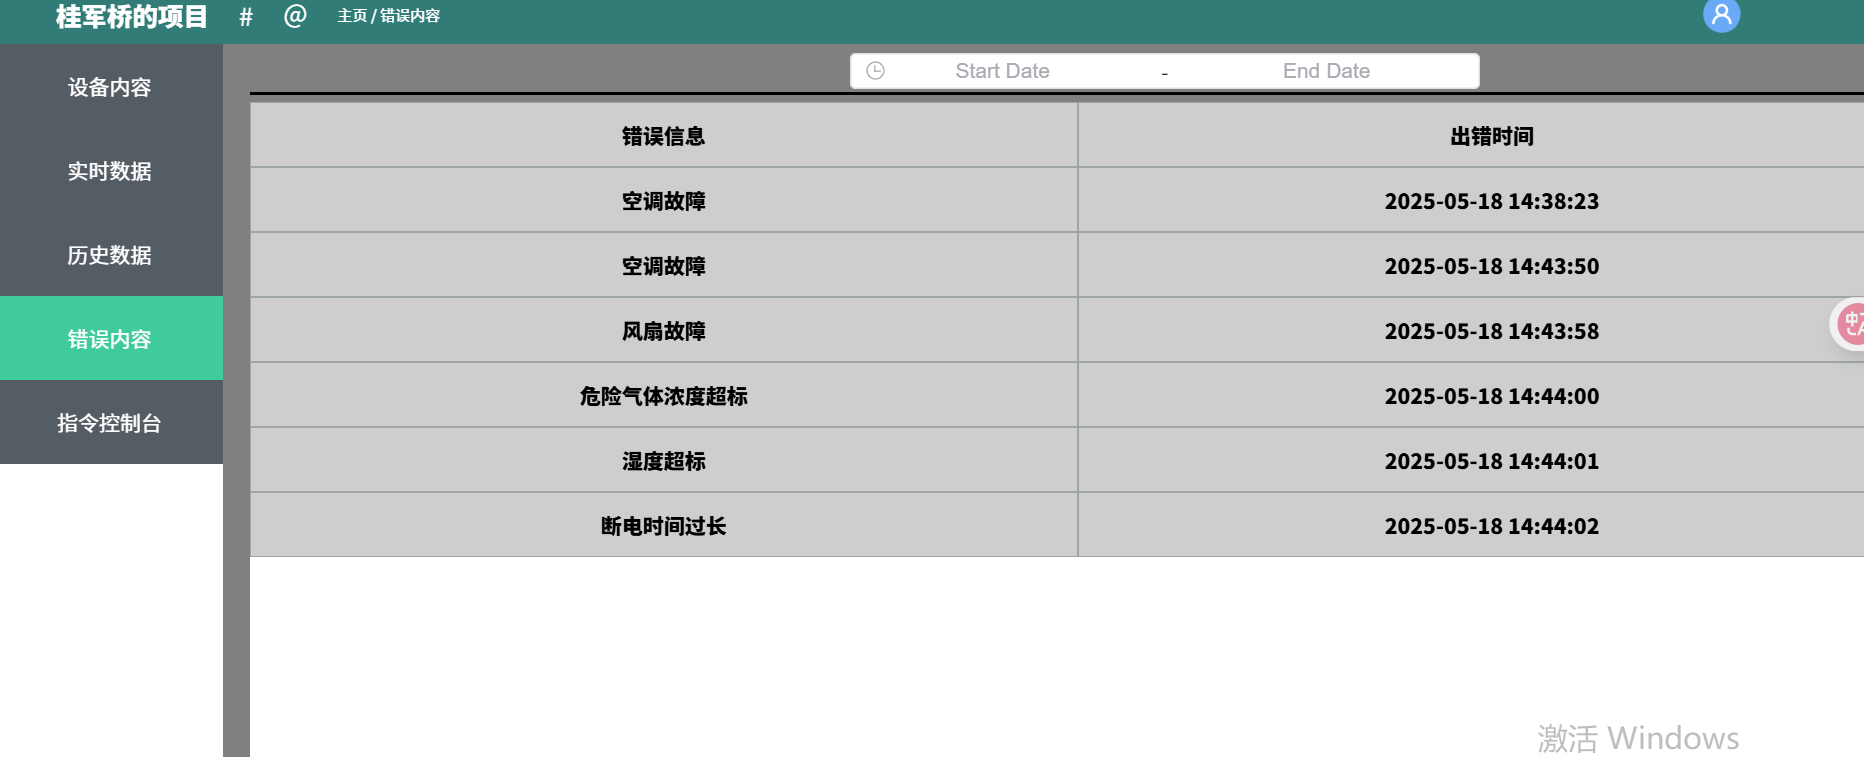 桂军桥的项目 # @ 主页 / 错误内容
设备内容
实时数据
历史数据
错误内容
指令控制台
Start Date - End Date
错误信息 出错时间
空调故障 2025-05-18 14:38:23
空调故障 2025-05-18 14:43:50
风扇故障 2025-05-18 14:43:58
危险气体浓度超标 2025-05-18 14:44:00
湿度超标 2025-05-18 14:44:01
断电时间过长 2025-05-18 14:44:02
中A
激活 Windows